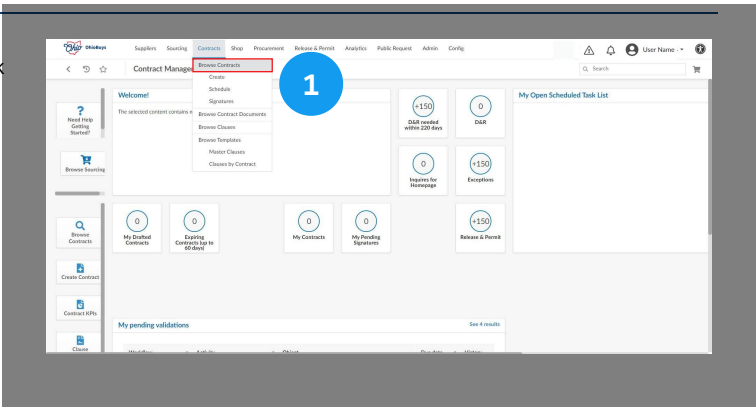 Ohio OhioBuys Suppliers Sourcing Contracts Shop Procurement Release & Permit Analytics Public Request Admin Config User Name
Contract Manage Search
Browse Contracts
Create
Schedule
Signatures
Browse Contract Documents
Browse Clauses
Browse Templates
Master Clauses
Clauses by Contract
1
Need Help
Getting
Started?
Browse Sourcing
Browse
Contracts
Create Contract
Contract KPIs
Clause
Welcome!
The selected content contains n
+150
D&R needed
within 220 days
0
D&R
0
Inquires for
Homepage
+150
Exceptions
My Open Scheduled Task List
0
My Drafted
Contracts
0
Expiring
Contracts (up to
60 days(
0
My Contracts
0
My Pending
Signatures
+150
Release & Permit
My pending validations See 4 results